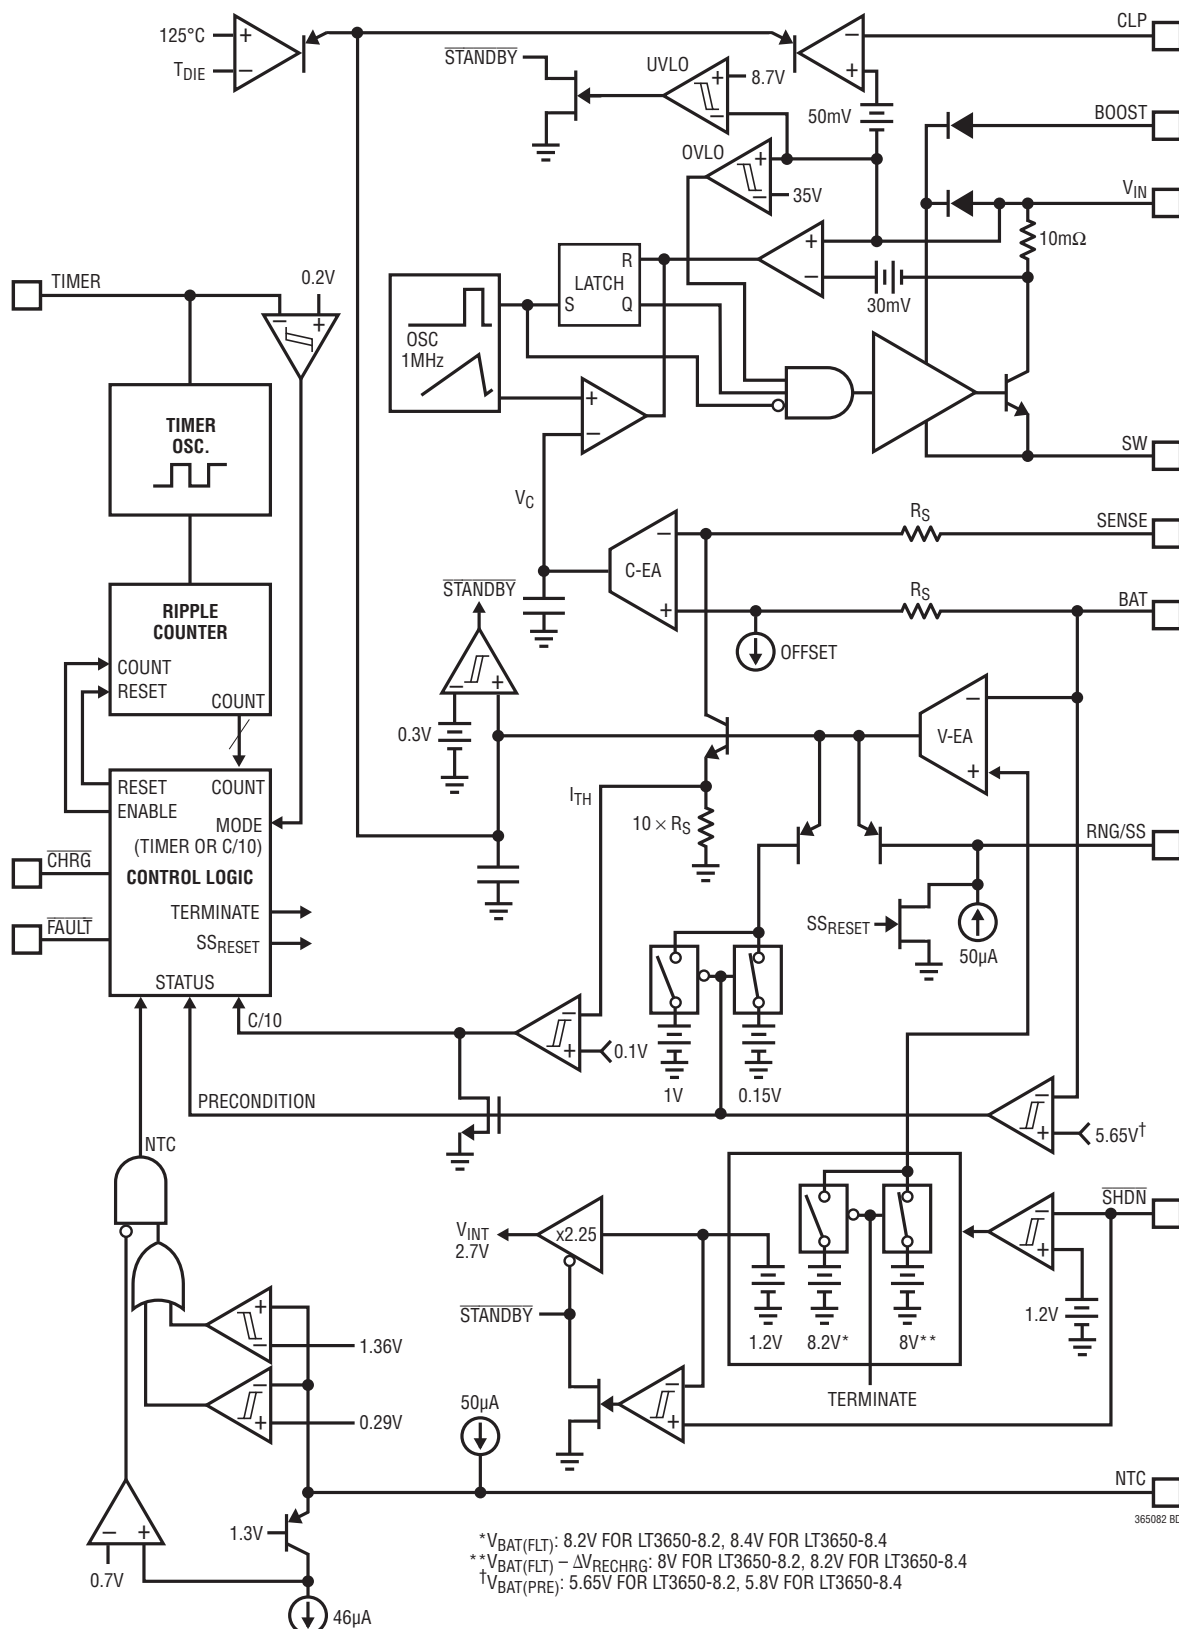 CLP
125°C
TDIE
+
−
−
+
STANDBY
UVLO
+
−
8.7V
50mV
BOOST
OVLO
+
−
35V
VIN
10mΩ
+
−
30mV
TIMER
0.2V
−
+
R
LATCH
S
Q
OSC
1MHz
+
−
TIMER
OSC.
SW
VC
RS
SENSE
−
C-EA
+
RS
BAT
OFFSET
STANDBY
RIPPLE
COUNTER
COUNT
RESET
COUNT
−
+
0.3V
−
V-EA
+
RESET
COUNT
ENABLE
MODE
(TIMER OR C/10)
CONTROL LOGIC
ITH
10 × RS
RNG/SS
CHRG
TERMINATE
FAULT
SSRESET
STATUS
SSRESET
50µA
C/10
−
+
0.1V
1V
0.15V
PRECONDITION
−
+
5.65V†
NTC
SHDN
−
+
VINT
2.7V
x2.25
STANDBY
1.2V
8.2V*
8V**
1.2V
TERMINATE
+
−
1.36V
−
+
0.29V
−
+
50µA
NTC
365082 BD
−
+
1.3V
0.7V
46µA
*VBAT(FLT): 8.2V FOR LT3650-8.2, 8.4V FOR LT3650-8.4
**VBAT(FLT) – ΔVRECHRG: 8V FOR LT3650-8.2, 8.2V FOR LT3650-8.4
†VBAT(PRE): 5.65V FOR LT3650-8.2, 5.8V FOR LT3650-8.4